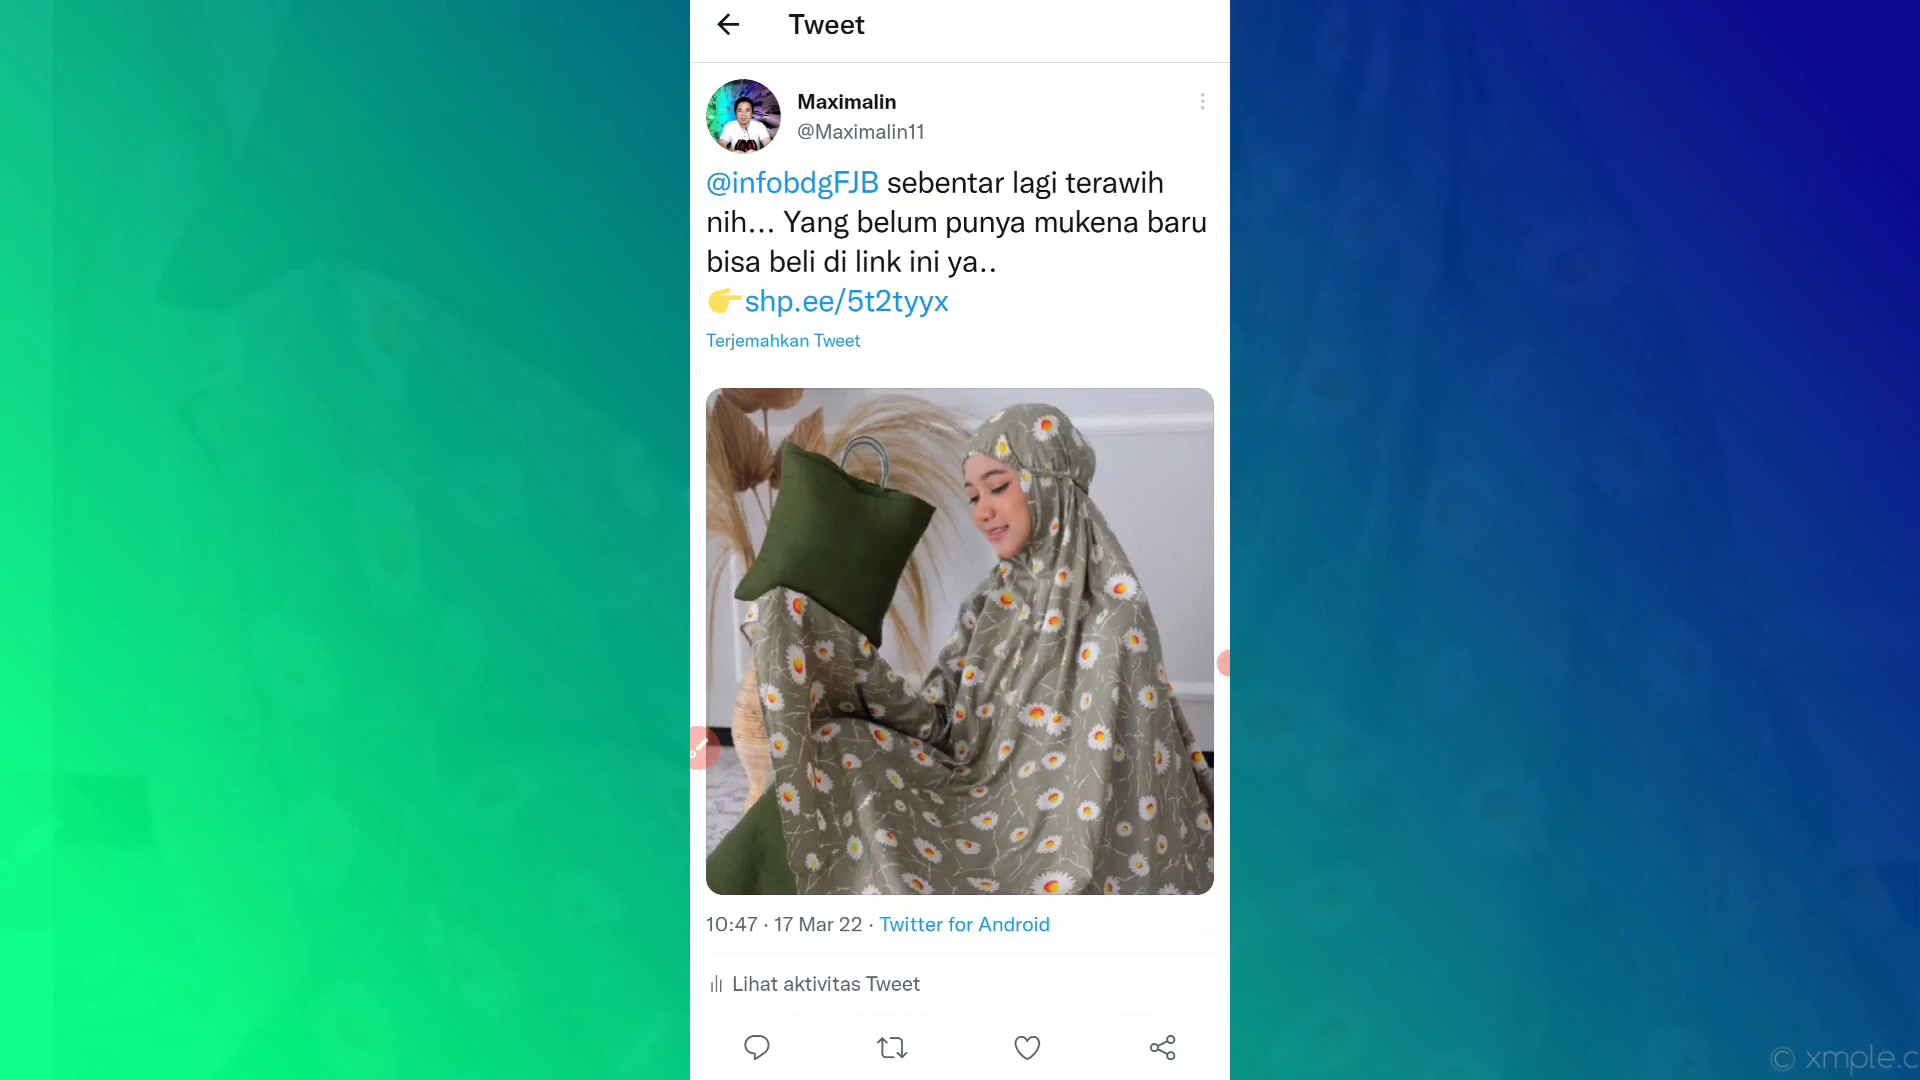 Tweet
Maximalin
@Maximalin11
@infobdgFJB sebentar lagi terawih
nih... Yang belum punya mukena baru
bisa beli di link ini ya..
👉shp.ee/5t2tyyx
Terjemahkan Tweet
10:47 · 17 Mar 22 · Twitter for Android
Lihat aktivitas Tweet
© xmple.c